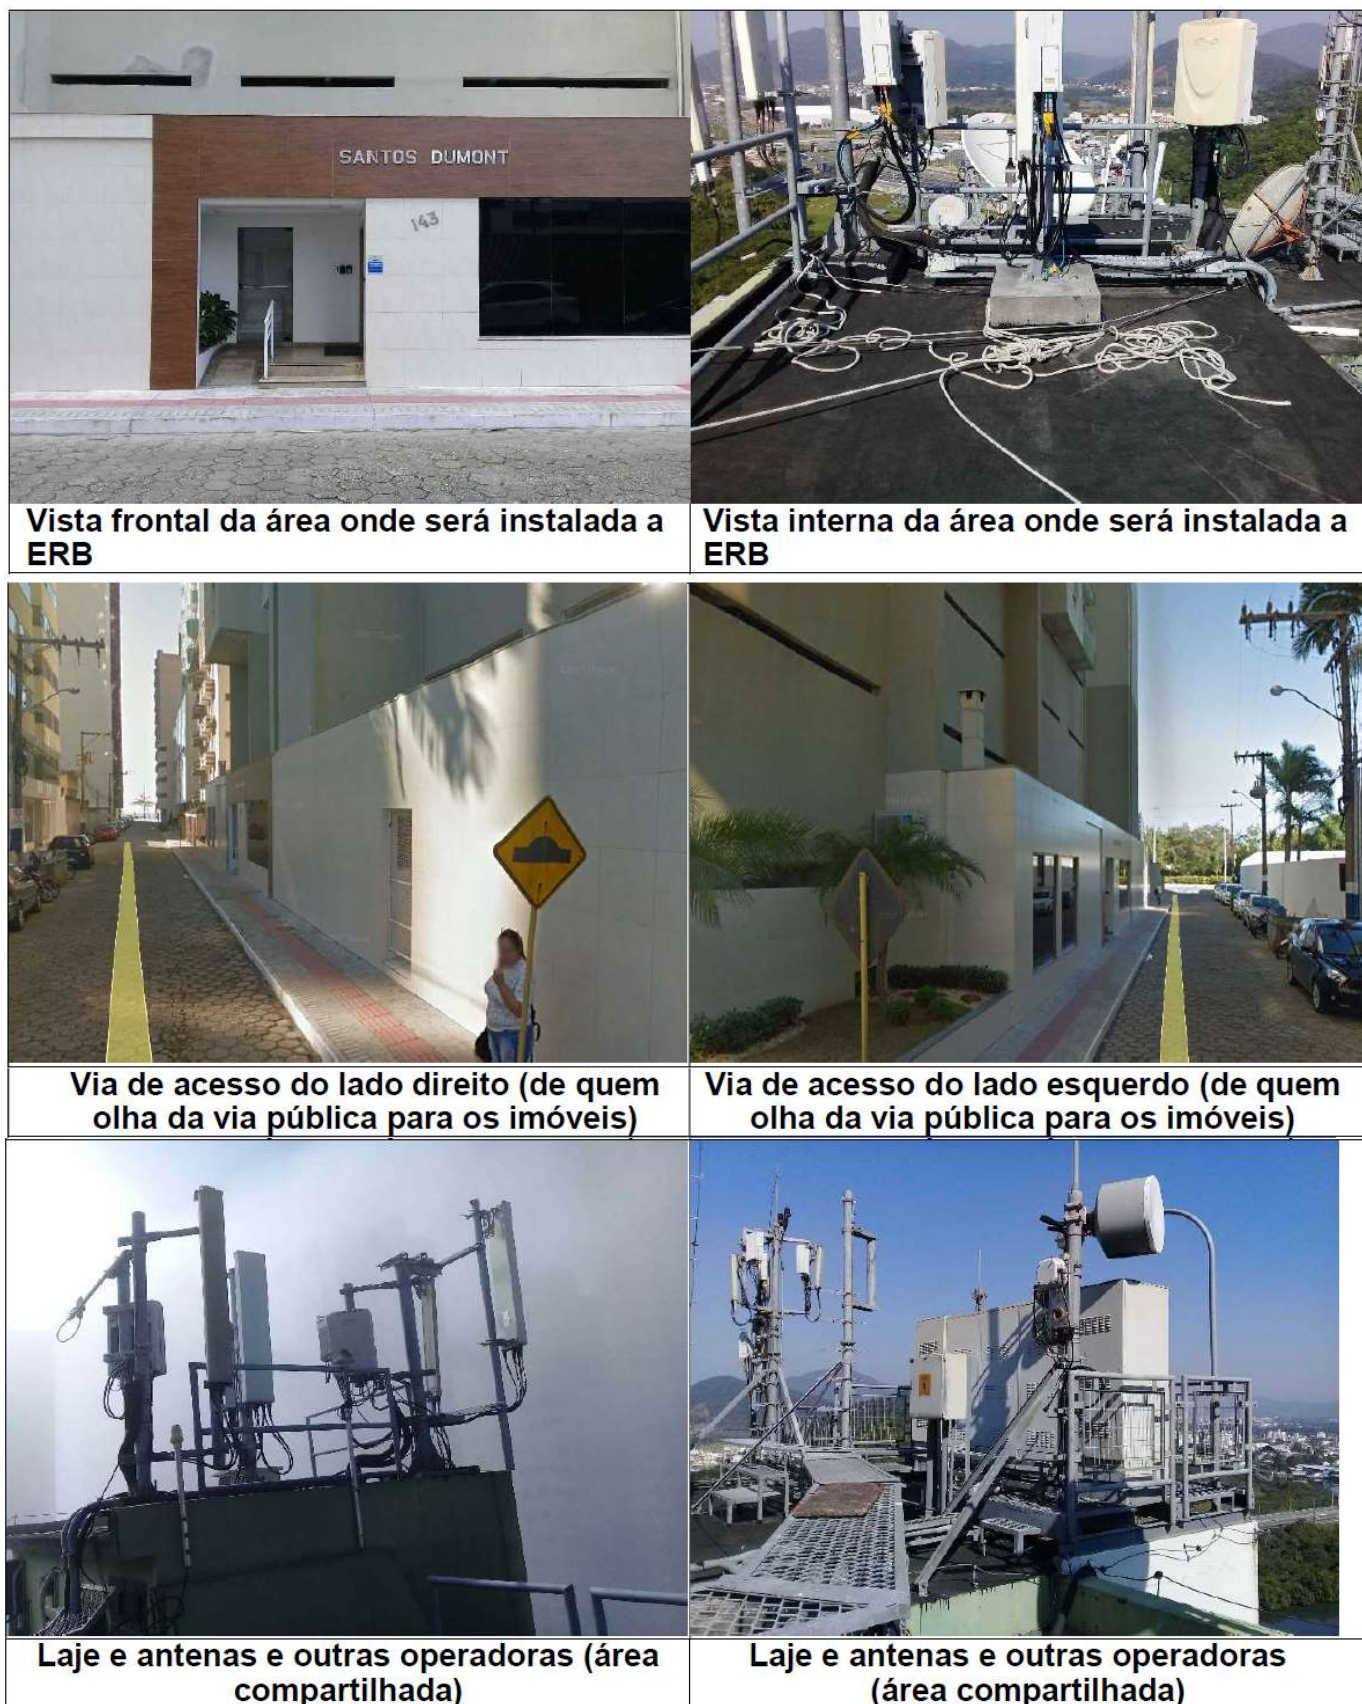 SANTOS DUMONT
143
Vista frontal da área onde será instalada a
ERB
Vista interna da área onde será instalada a
ERB
Via de acesso do lado direito (de quem
olha da via pública para os imóveis)
Via de acesso do lado esquerdo (de quem
olha da via pública para os imóveis)
Laje e antenas e outras operadoras (área
compartilhada)
Laje e antenas e outras operadoras
(área compartilhada)